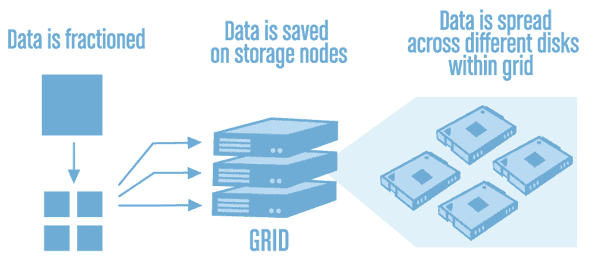 Data is fractioned
Data is saved
on storage nodes
Data is spread
across different disks
within grid
GRID